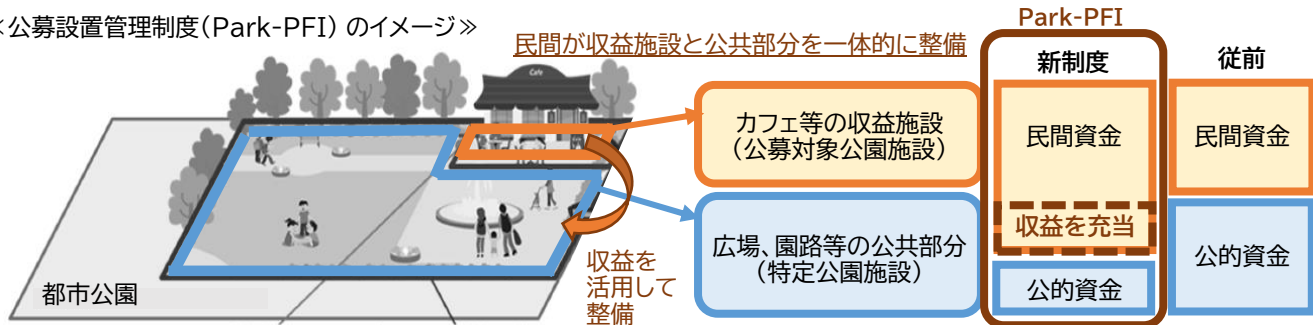 ≪公募設置管理制度(Park-PFI) のイメージ≫
民間が収益施設と公共部分を一体的に整備
Park-PFI
新制度
従前
Cafe
カフェ等の収益施設
(公募対象公園施設)
民間資金
民間資金
収益を充当
広場、園路等の公共部分
(特定公園施設)
公的資金
公的資金
収益を
活用して
整備
都市公園